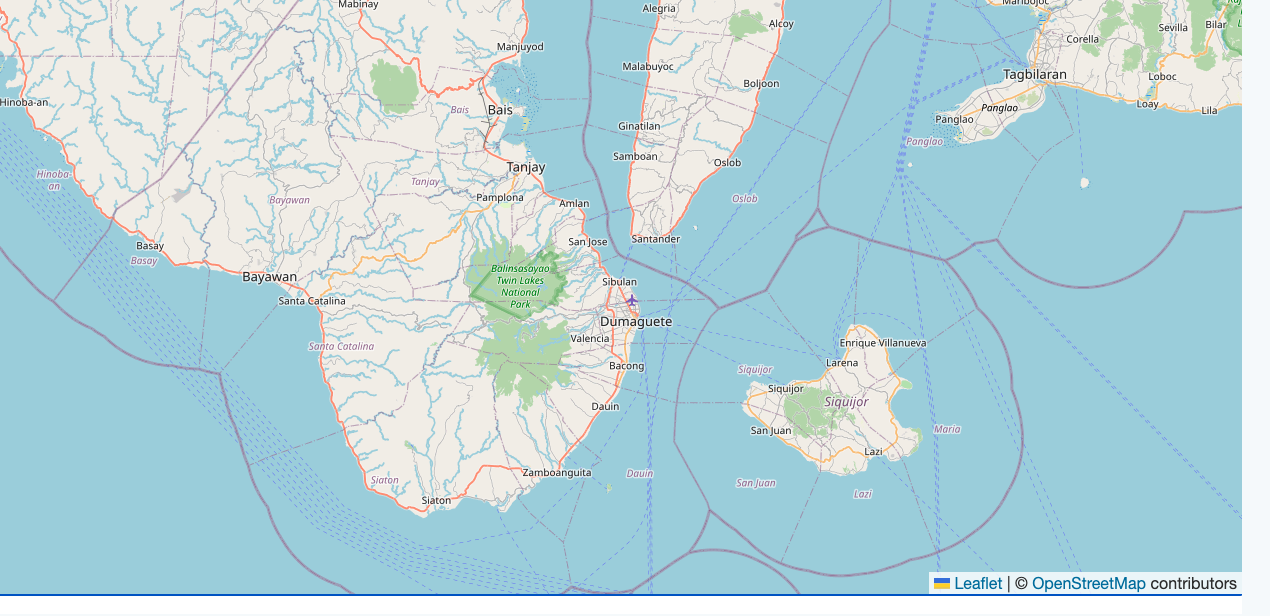 Mabinay
Alegria
Maribojoc
Alcoy
Sevilla
Bilar
Corella
Manjuyod
Malabuyoc
Tagbilaran
Loboc
Boljoon
Hinoba-an
Bais
Bais
Panglao
Loay
Lila
Panglao
Ginatilan
Panglao
Samboan
Oslob
Tanjay
Hinoba-
an
Tanjay
Pamplona
Bayawan
Oslob
Amlan
Santander
San Jose
Basay
Basay
Balinsasayao
Twin Lakes
National
Park
Bayawan
Sibulan
Santa Catalina
Dumaguete
Valencia
Enrique Villanueva
Santa Catalina
Larena
Bacong
Siquijor
Siquijor
Siquijor
Dauin
San Juan
Maria
Lazi
Zamboanguita
Dauin
Siaton
San Juan
Lazi
Siaton
Leaflet | © OpenStreetMap contributors